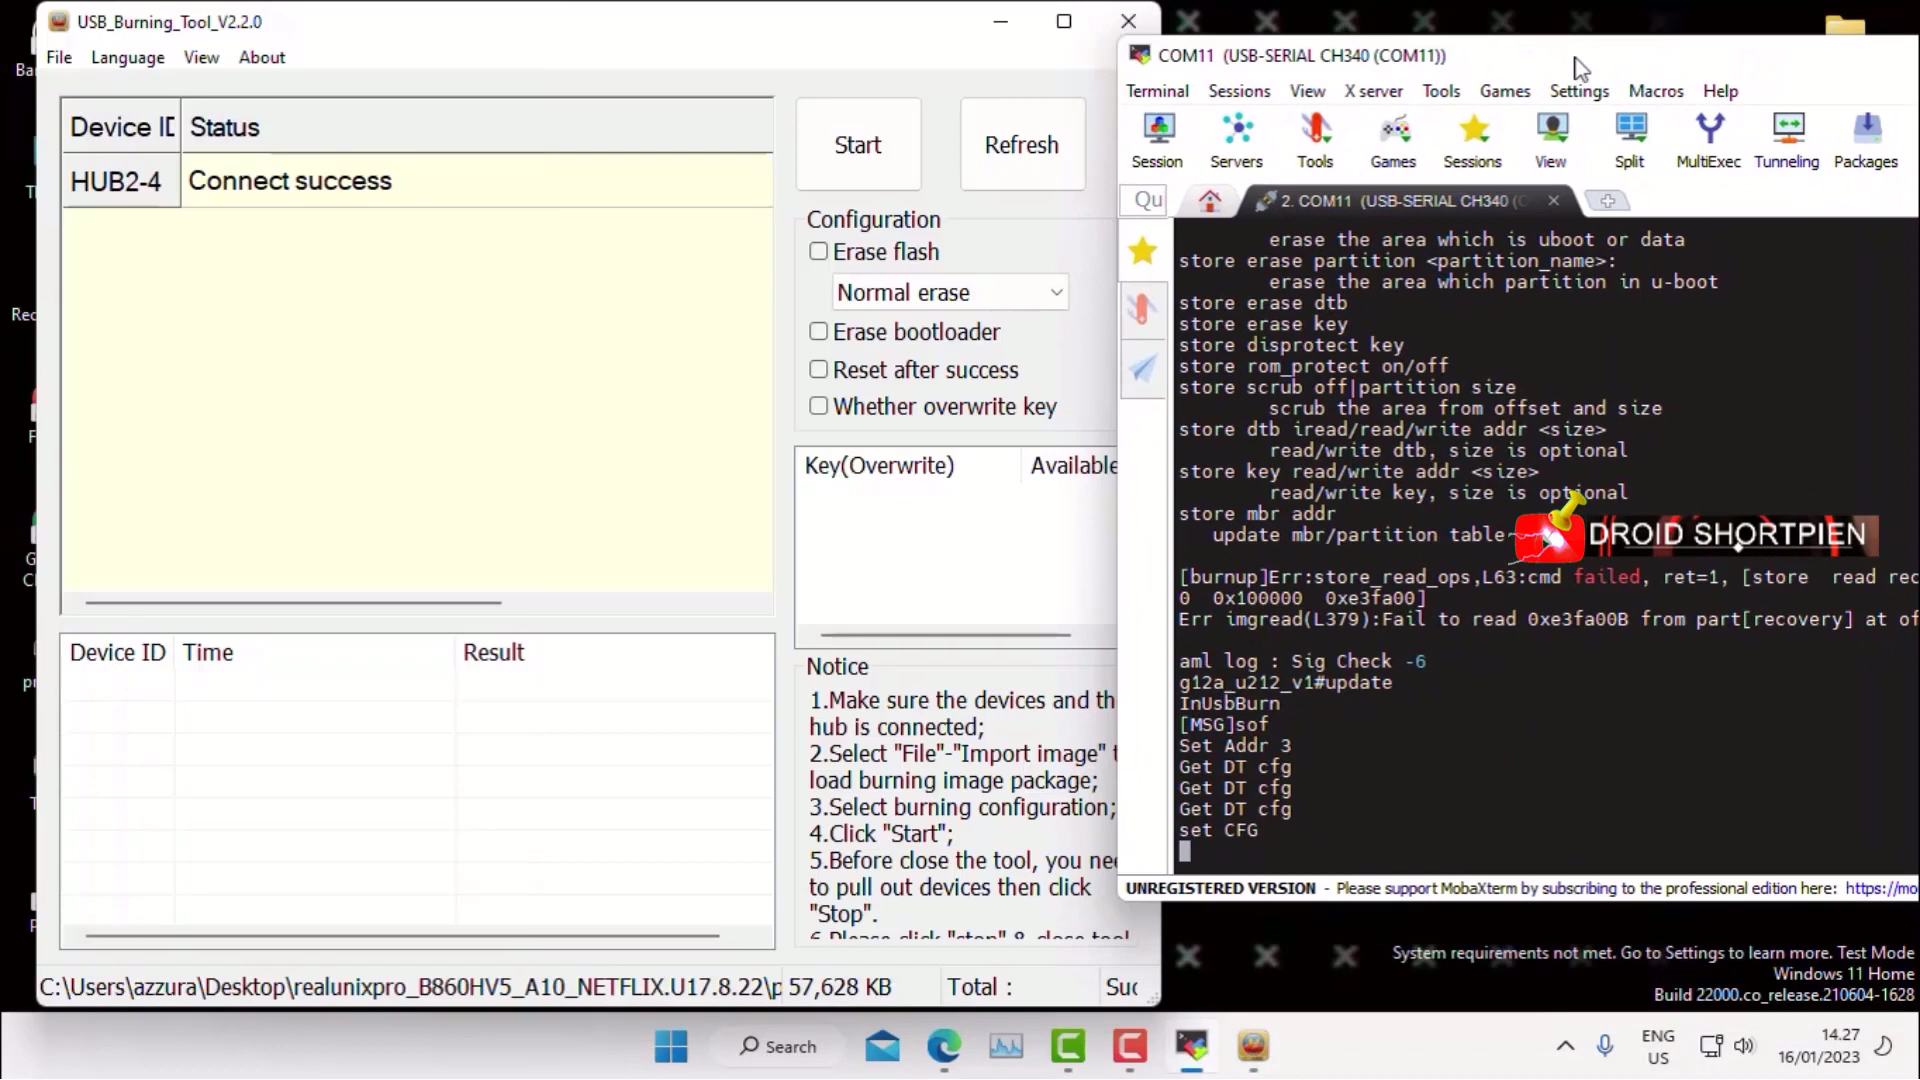 USB_Burning_Tool_V2.2.0
File Language View About
Device ID Status
HUB2-4 Connect success
Start Refresh
Configuration
Erase flash
Normal erase
Erase bootloader
Reset after success
Whether overwrite key
Key(Overwrite) Available
Device ID Time Result
Notice
1.Make sure the devices and th
hub is connected;
2.Select "File"-"Import image" t
load burning image package;
3.Select burning configuration;
4.Click "Start";
5.Before close the tool, you nee
to pull out devices then click
"Stop".
6.Please click "stop" & close tool
C:\Users\azzura\Desktop\realunixpro_B860HV5_A10_NETFLIX.U17.8.22\p 57,628 KB Total : Suc
COM11 (USB-SERIAL CH340 (COM11))
Terminal Sessions View X server Tools Games Settings Macros Help
Session Servers Tools Games Sessions View Split MultiExec Tunneling Packages
Qu 2. COM11 (USB-SERIAL CH340 (
erase the area which is uboot or data
store erase partition <partition_name>:
erase the area which partition in u-boot
store erase dtb
store erase key
store disprotect key
store rom_protect on/off
store scrub off|partition size
scrub the area from offset and size
store dtb iread/read/write addr <size>
read/write dtb, size is optional
store key read/write addr <size>
read/write key, size is optional
store mbr addr
update mbr/partition table
DROID SHORTPIEN
[burnup]Err:store_read_ops,L63:cmd failed, ret=1, [store read rec
0 0x100000 0xe3fa00]
Err imgread(L379):Fail to read 0xe3fa00B from part[recovery] at of
aml log : Sig Check -6
g12a_u212_v1#update
InUsbBurn
[MSG]sof
Set Addr 3
Get DT cfg
Get DT cfg
Get DT cfg
set CFG
UNREGISTERED VERSION - Please support MobaXterm by subscribing to the professional edition here: https://mo
System requirements not met. Go to Settings to learn more. Test Mode
Windows 11 Home
Build 22000.co_release.210604-1628
Search
ENG
US
14.27
16/01/2023